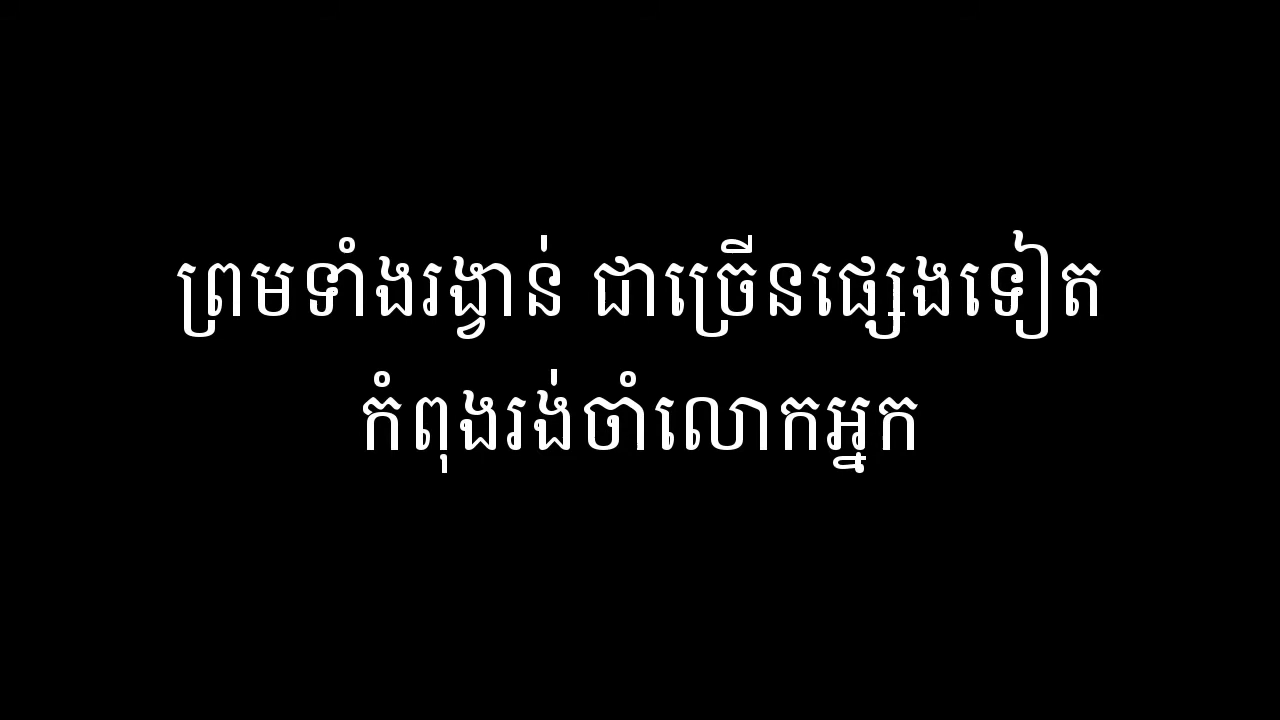 ព្រមទាំងរង្វាន់ ជាច្រើនផ្សេងទៀត
កំពុងរង់ចាំលោកអ្នក